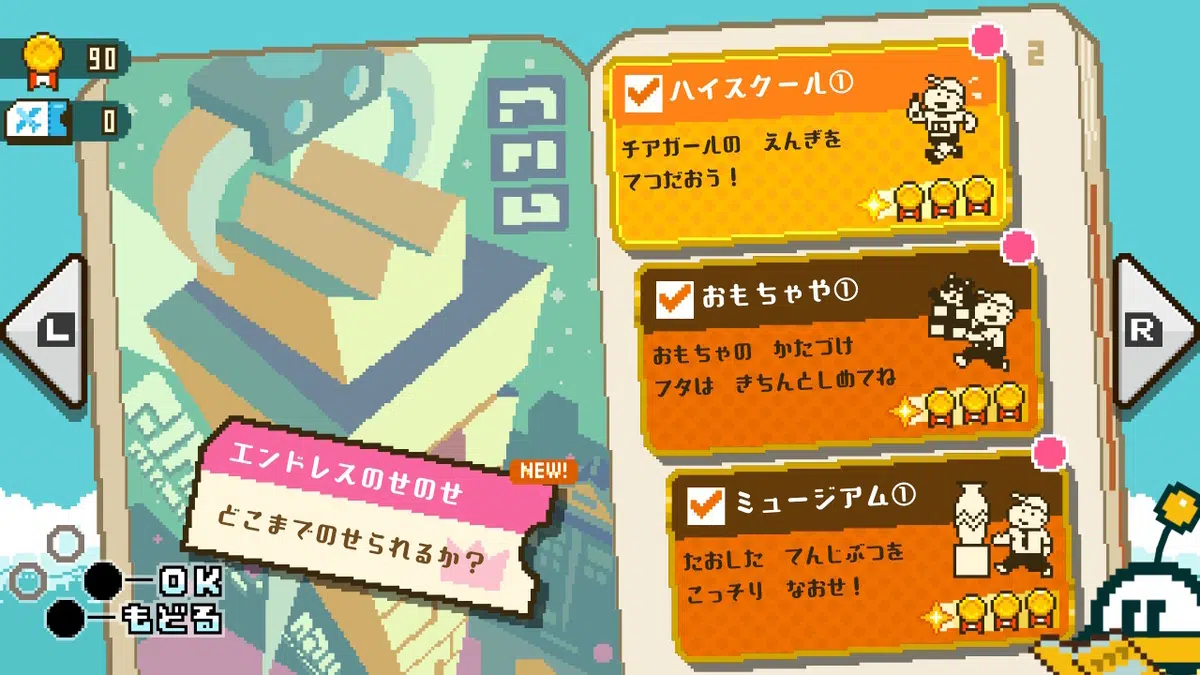 90
0
エンドレスのせのせ
NEW!
どこまでのせられるか？
OK
もどる
L
2
ハイスクール①
チアガールの えんぎを
てつだおう！
おもちゃや①
おもちゃの かたづけ
フタは きちんとしめてね
ミュージアム①
たおした てんじぶつを
こっそり なおせ！
R